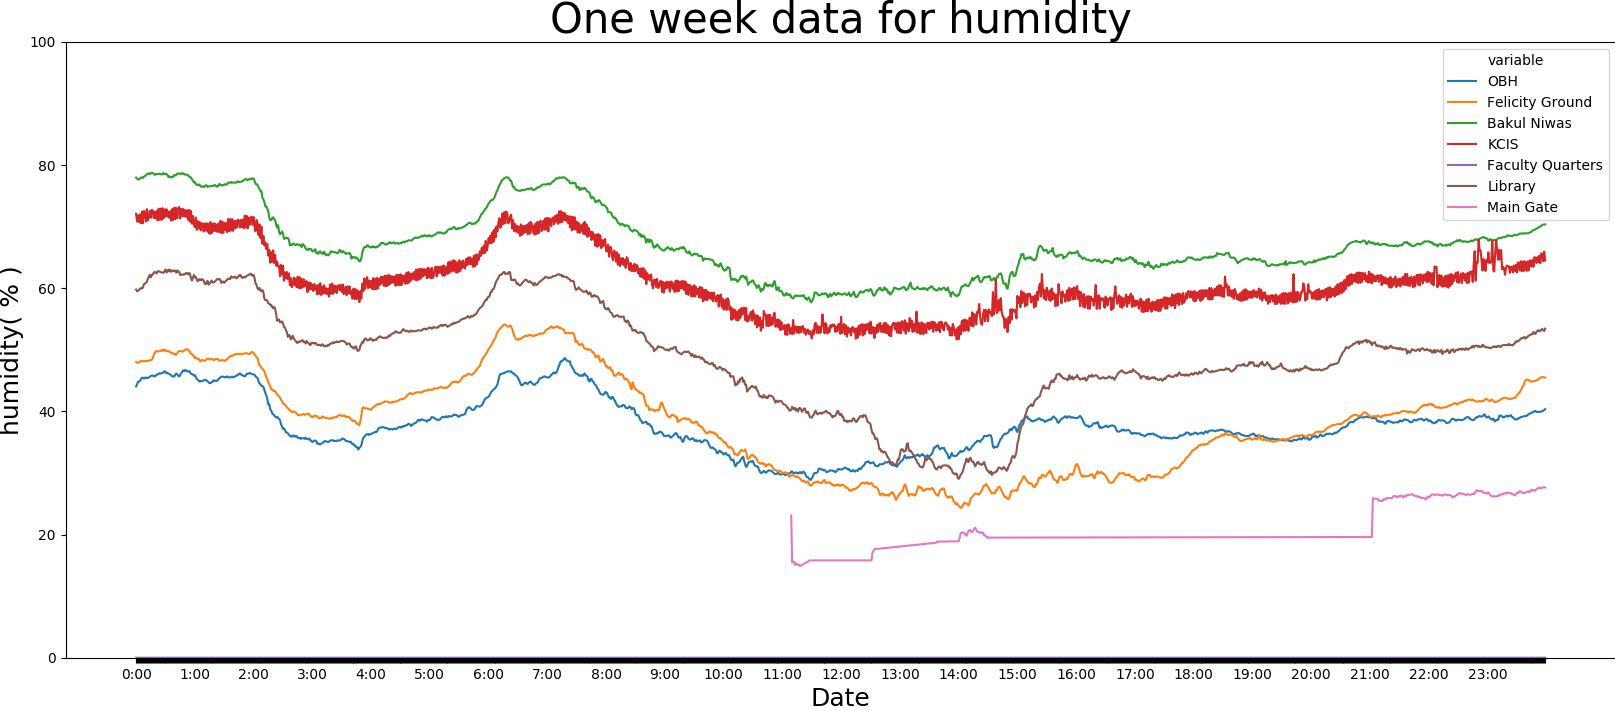 One week data for humidity
humidity( % )
100
80
60
40
20
0
variable
OBH
Felicity Ground
Bakul Niwas
KCIS
Faculty Quarters
Library
Main Gate
0:00 1:00 2:00 3:00 4:00 5:00 6:00 7:00 8:00 9:00 10:00 11:00 12:00 13:00 14:00 15:00 16:00 17:00 18:00 19:00 20:00 21:00 22:00 23:00
Date